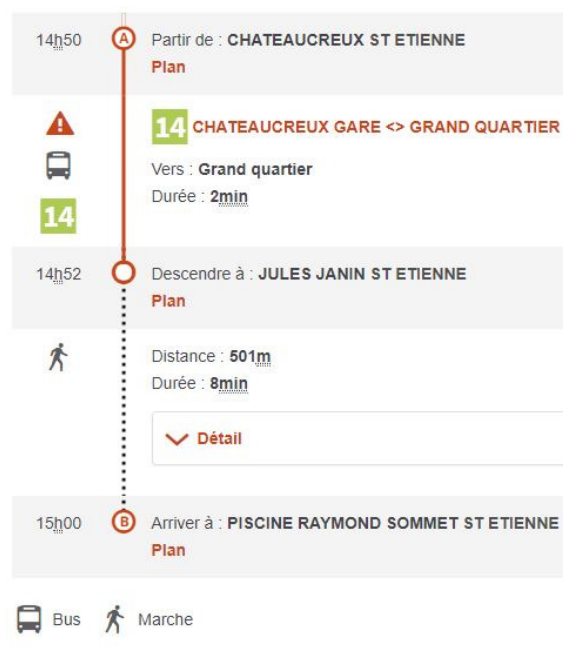 14h50 A Partir de : CHATEAUCREUX ST ETIENNE
Plan
14 CHATEAUCREUX GARE <> GRAND QUARTIER
Vers : Grand quartier
Durée : 2min
14
14h52 Descendre à : JULES JANIN ST ETIENNE
Plan
Distance : 501m
Durée : 8min
Détail
15h00 B Arriver à : PISCINE RAYMOND SOMMET ST ETIENNE
Plan
Bus Marche